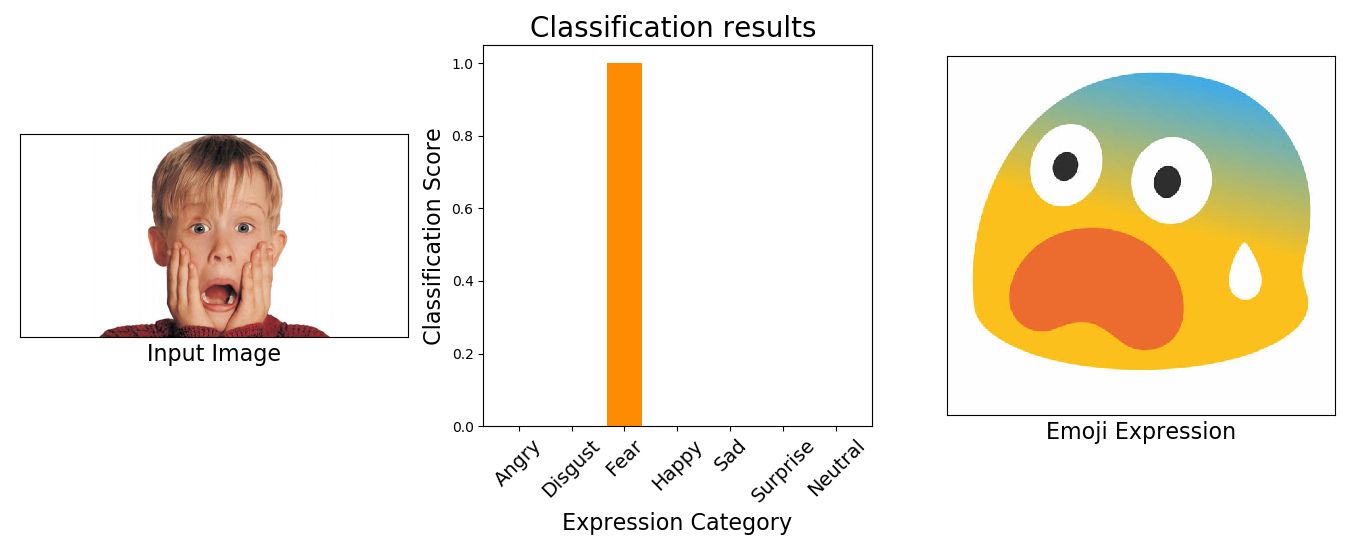 Classification results
Classification Score
1.0
0.8
0.6
0.4
0.2
0.0
Angry
Disgust
Fear
Happy
Sad
Surprise
Neutral
Expression Category
Input Image
Emoji Expression